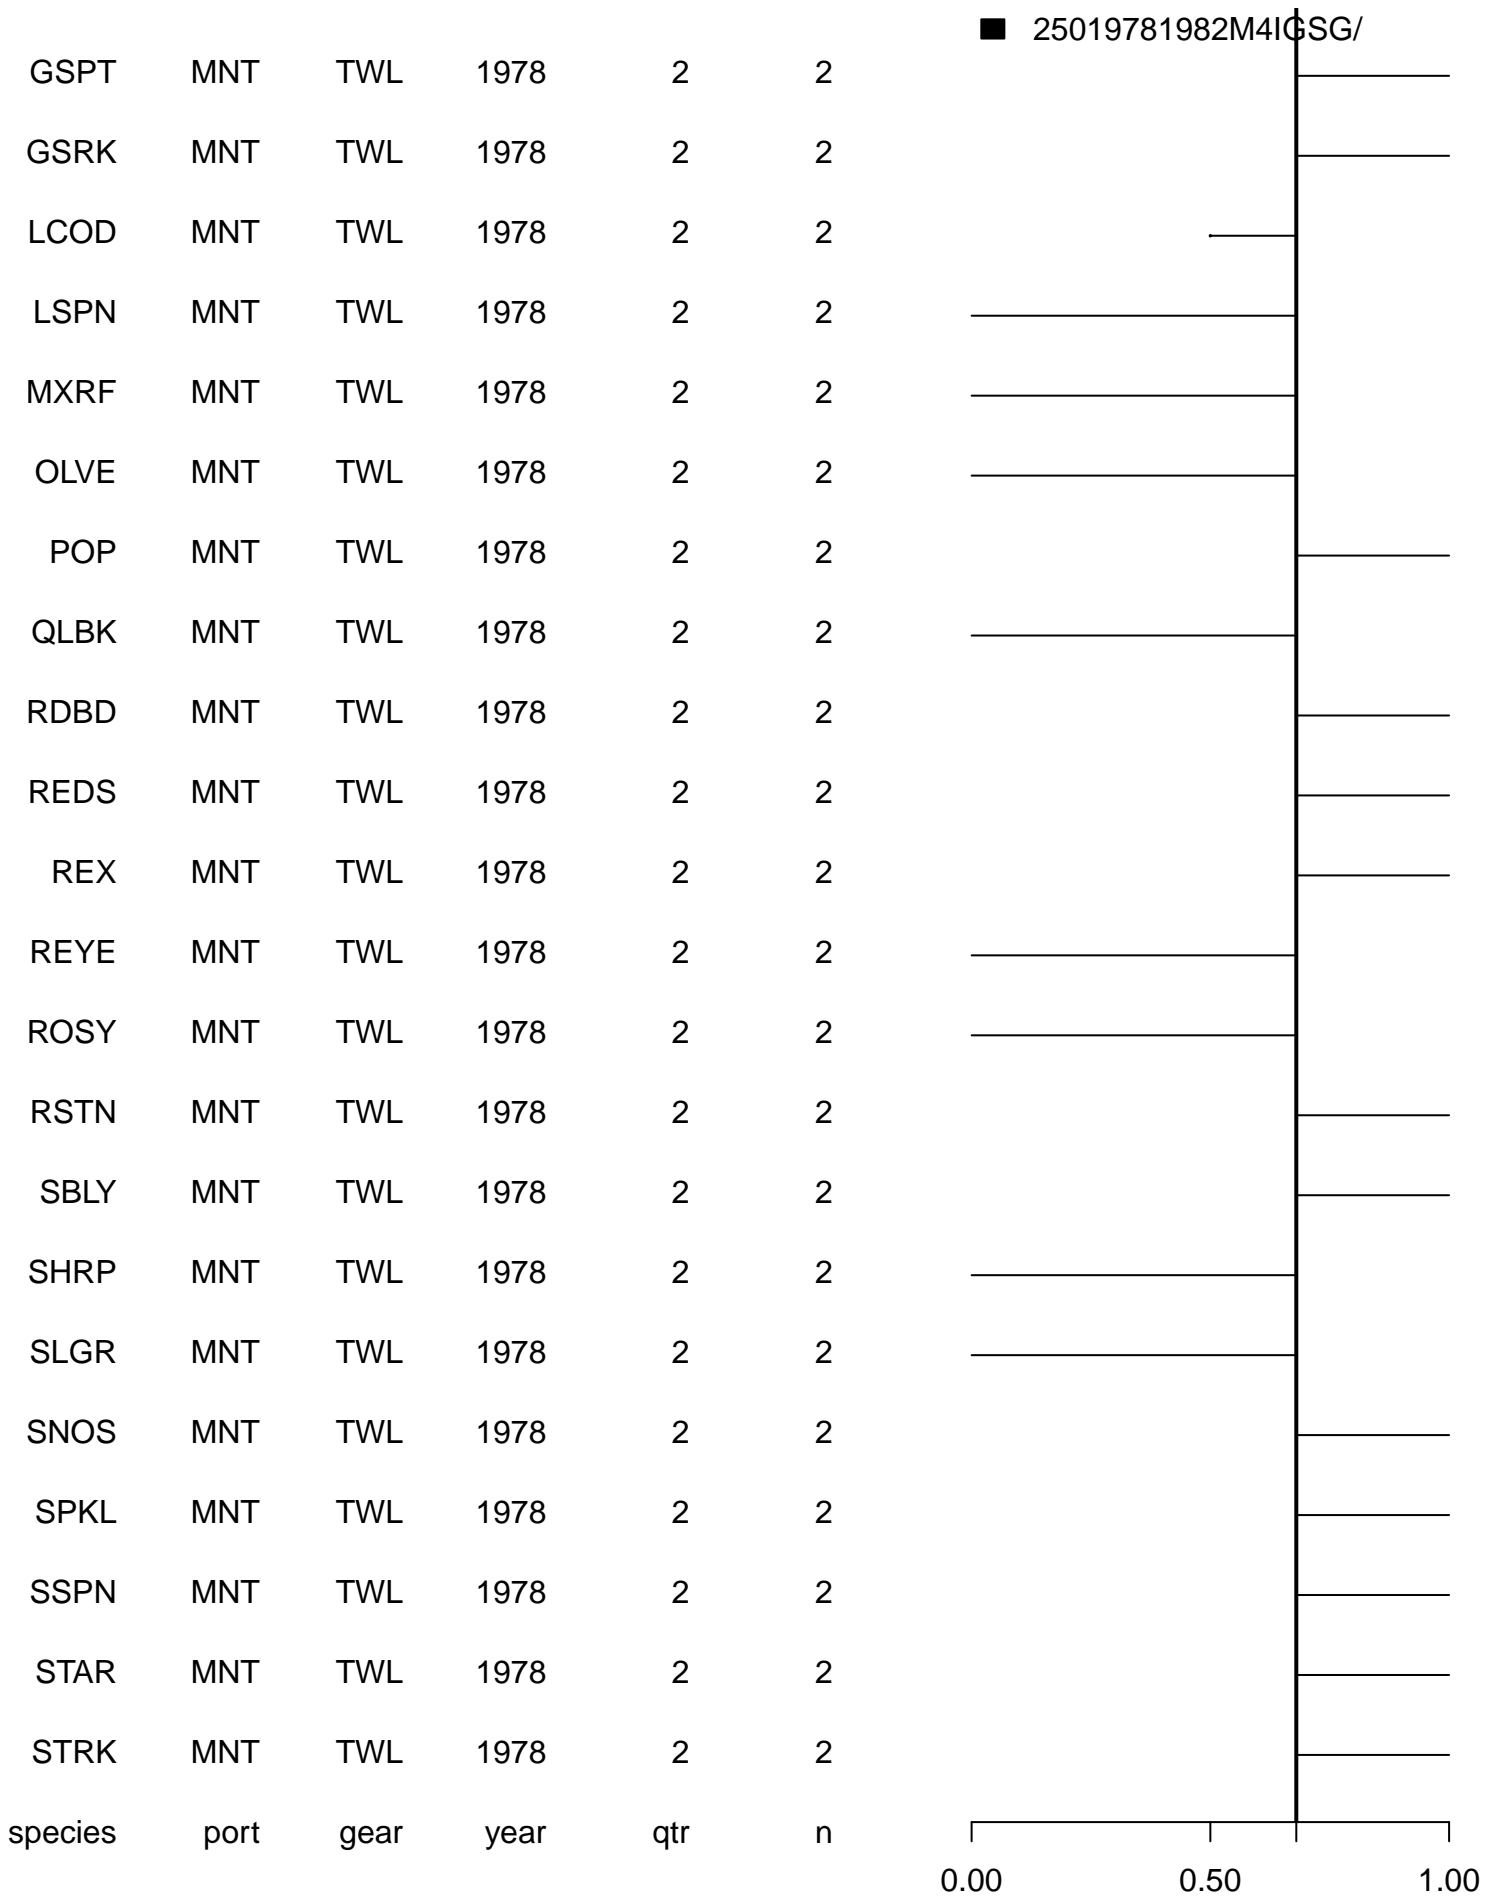 25019781982M4IGSG/
GSPT MNT TWL 1978 2 2
GSRK MNT TWL 1978 2 2
LCOD MNT TWL 1978 2 2
LSPN MNT TWL 1978 2 2
MXRF MNT TWL 1978 2 2
OLVE MNT TWL 1978 2 2
POP MNT TWL 1978 2 2
QLBK MNT TWL 1978 2 2
RDBD MNT TWL 1978 2 2
REDS MNT TWL 1978 2 2
REX MNT TWL 1978 2 2
REYE MNT TWL 1978 2 2
ROSY MNT TWL 1978 2 2
RSTN MNT TWL 1978 2 2
SBLY MNT TWL 1978 2 2
SHRP MNT TWL 1978 2 2
SLGR MNT TWL 1978 2 2
SNOS MNT TWL 1978 2 2
SPKL MNT TWL 1978 2 2
SSPN MNT TWL 1978 2 2
STAR MNT TWL 1978 2 2
STRK MNT TWL 1978 2 2
species port gear year qtr n
0.00 0.50 1.00